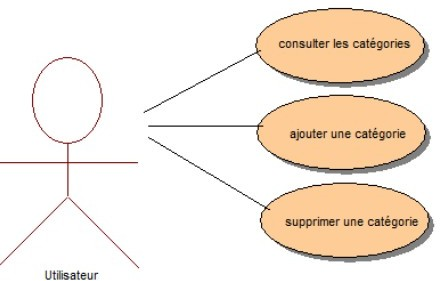 consulter les catégories
ajouter une catégorie
supprimer une catégorie
Utilisateur